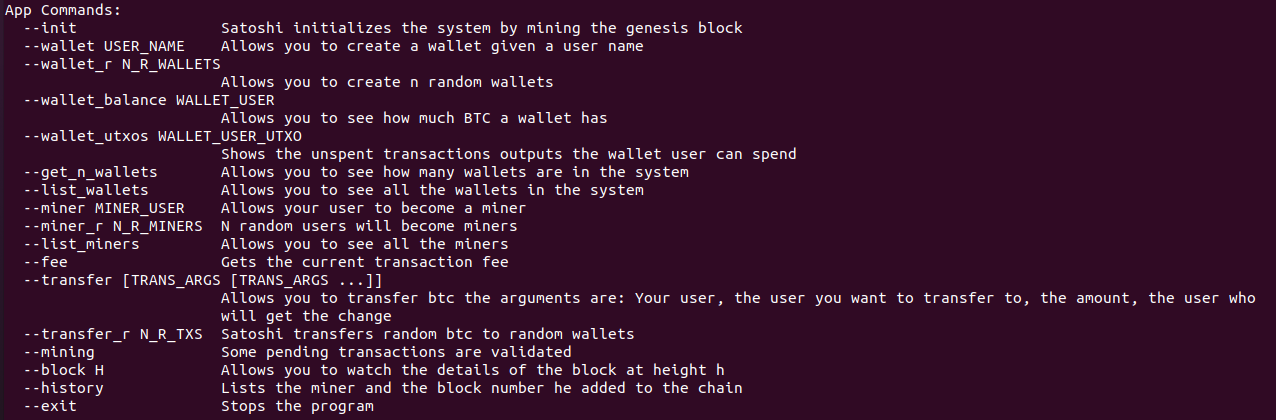 App Commands:
--init Satoshi initializes the system by mining the genesis block
--wallet USER_NAME Allows you to create a wallet given a user name
--wallet_r N_R_WALLETS
Allows you to create n random wallets
--wallet_balance WALLET_USER
Allows you to see how much BTC a wallet has
--wallet_utxos WALLET_USER_UTXO
Shows the unspent transactions outputs the wallet user can spend
--get_n_wallets Allows you to see how many wallets are in the system
--list_wallets Allows you to see all the wallets in the system
--miner MINER_USER Allows your user to become a miner
--miner_r N_R_MINERS N random users will become miners
--list_miners Allows you to see all the miners
--fee Gets the current transaction fee
--transfer [TRANS_ARGS [TRANS_ARGS ...]]
Allows you to transfer btc the arguments are: Your user, the user you want to transfer to, the amount, the user who
will get the change
--transfer_r N_R_TXS Satoshi transfers random btc to random wallets
--mining Some pending transactions are validated
--block H Allows you to watch the details of the block at height h
--history Lists the miner and the block number he added to the chain
--exit Stops the program